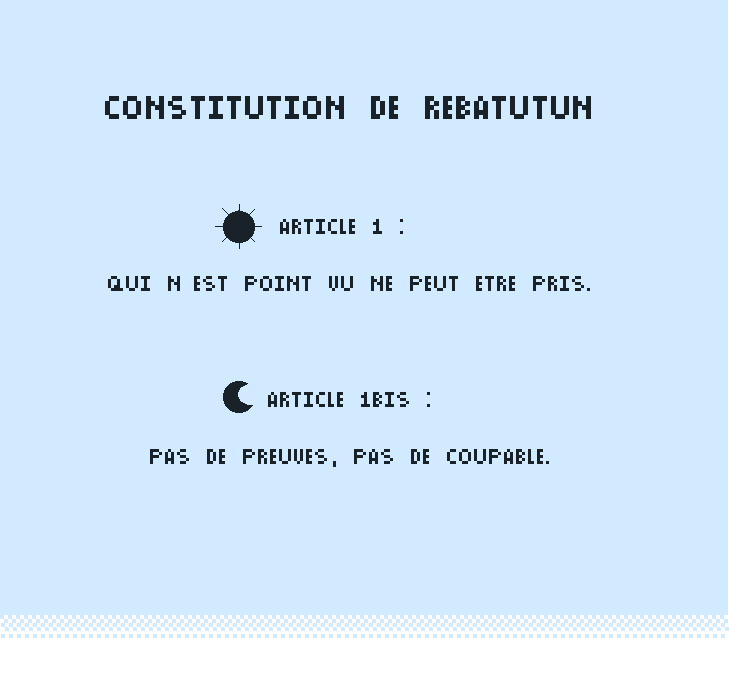 CONSTITUTION DE REBATUTUN
ARTICLE 1 :
QUI N EST POINT VU NE PEUT ETRE PRIS.
ARTICLE 1BIS :
PAS DE PREUVES, PAS DE COUPABLE.